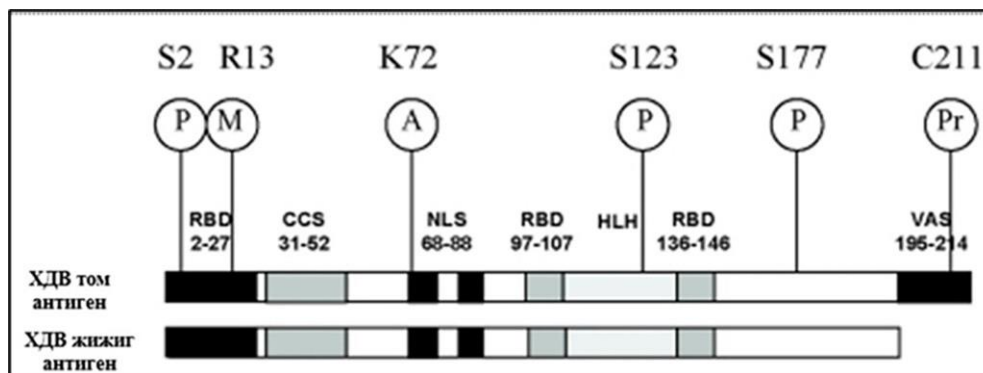 S2 R13 K72 S123 S177 C211
P M A P P Pr
RBD CCS NLS RBD HLH RBD VAS
2-27 31-52 68-88 97-107 136-146 195-214
ХДВ том
антиген
ХДВ жижиг
антиген